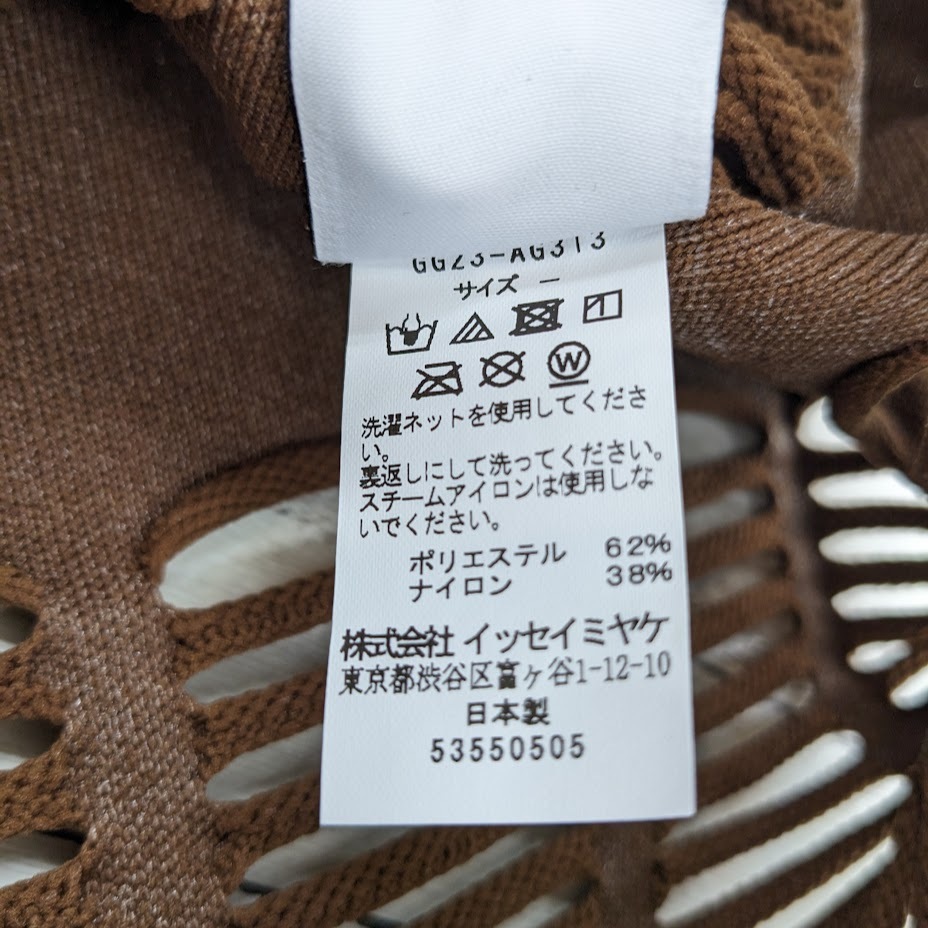 GG23-AG313
サイズ －
W
洗濯ネットを使用してくださ
い。
裏返しにして洗ってください。
スチームアイロンは使用しな
いでください。
ポリエステル 62%
ナイロン 38%
株式会社 イッセイミヤケ
東京都渋谷区富ヶ谷1-12-10
日本製
53550505